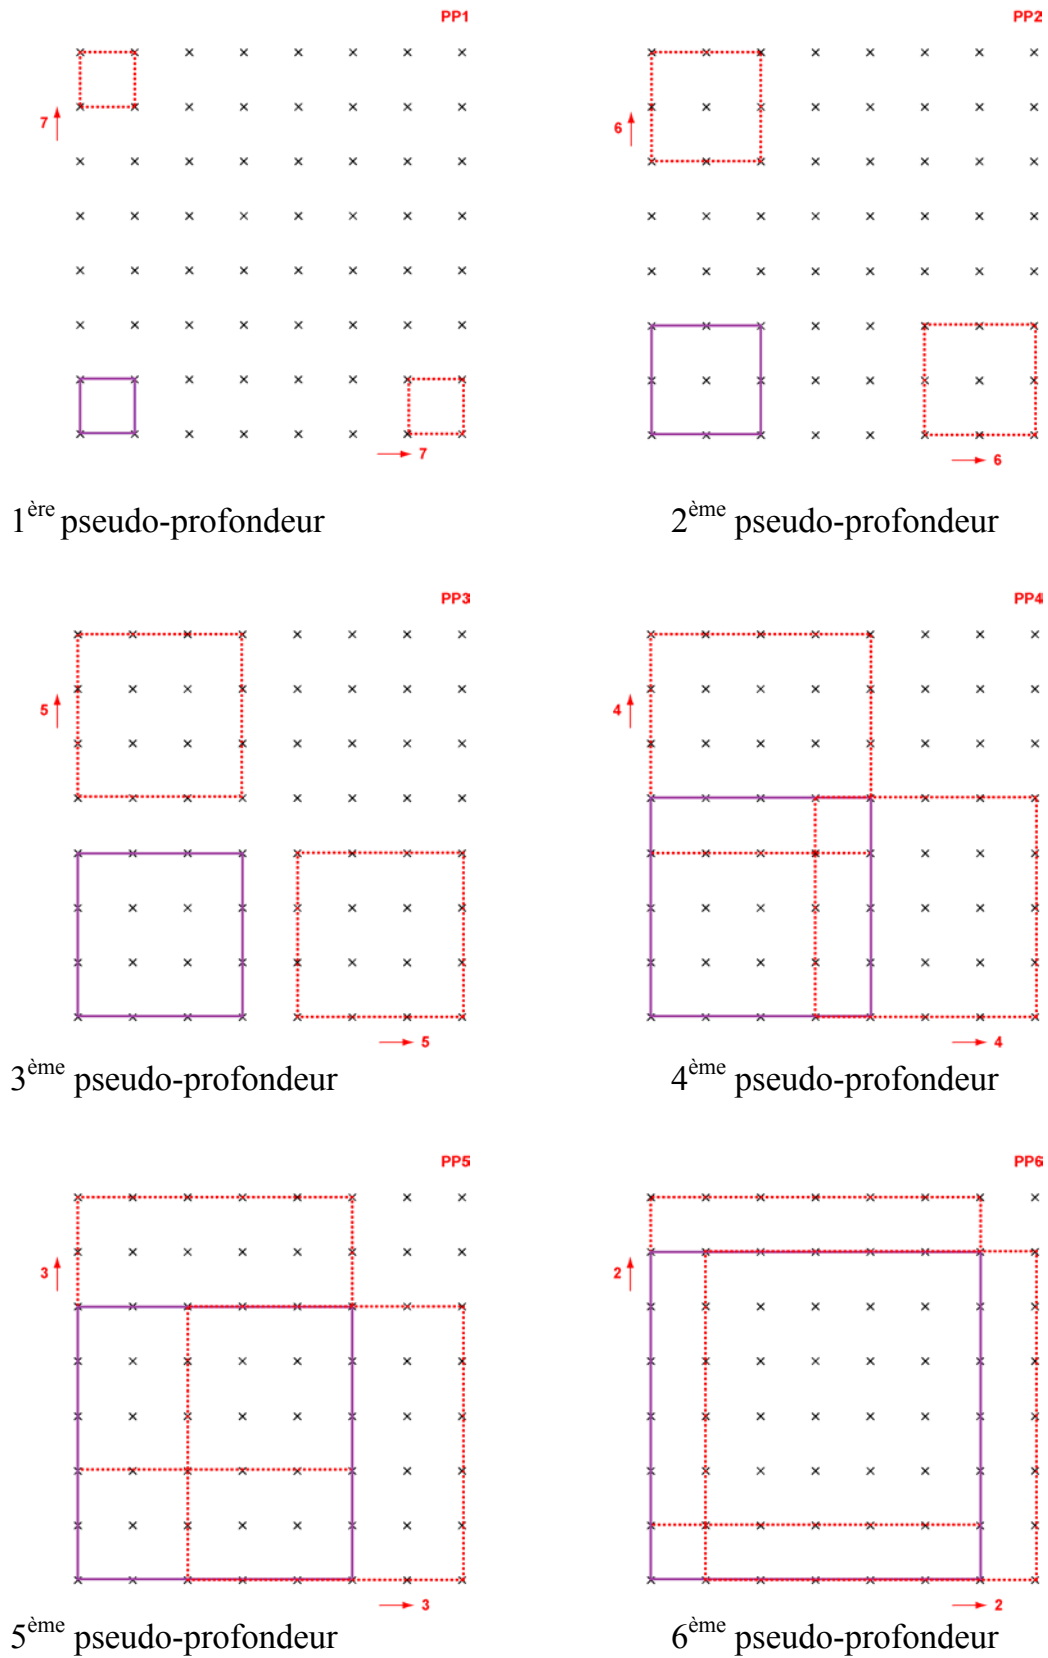 PP1
PP2
7
6
7
6
1ère pseudo-profondeur
2ème pseudo-profondeur
PP3
PP4
5
4
5
4
3ème pseudo-profondeur
4ème pseudo-profondeur
PP5
PP6
3
2
3
2
5ème pseudo-profondeur
6ème pseudo-profondeur